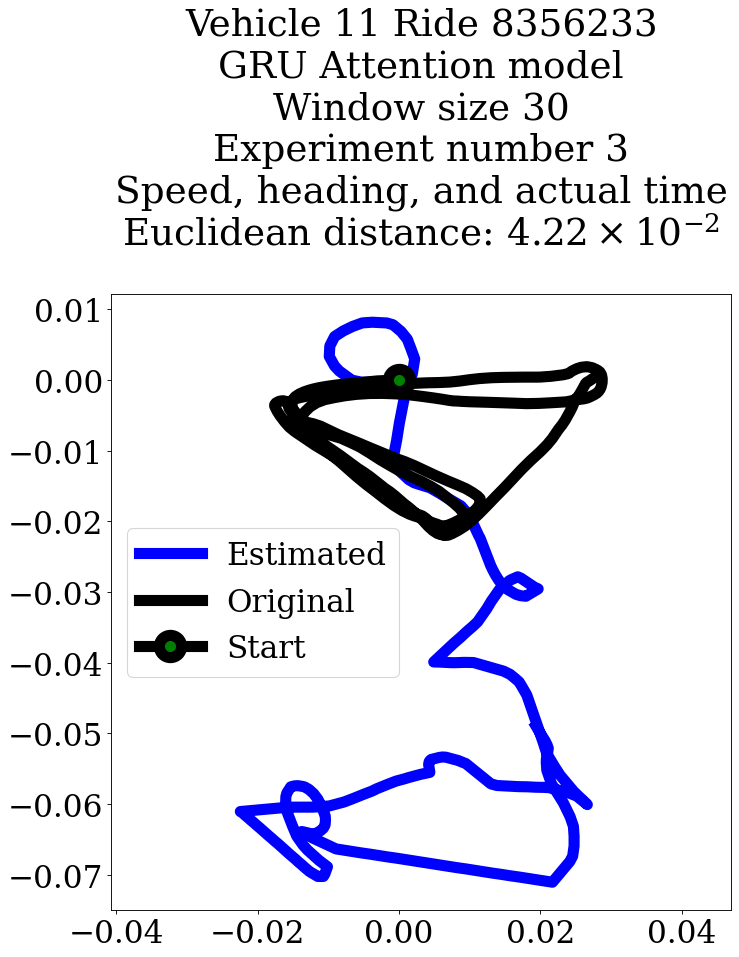 Vehicle 11 Ride 8356233
GRU Attention model
Window size 30
Experiment number 3
Speed, heading, and actual time
Euclidean distance: 4.22 × 10⁻²
0.01
0.00
−0.01
−0.02
−0.03
−0.04
−0.05
−0.06
−0.07
Estimated
Original
Start
−0.04 −0.02 0.00 0.02 0.04